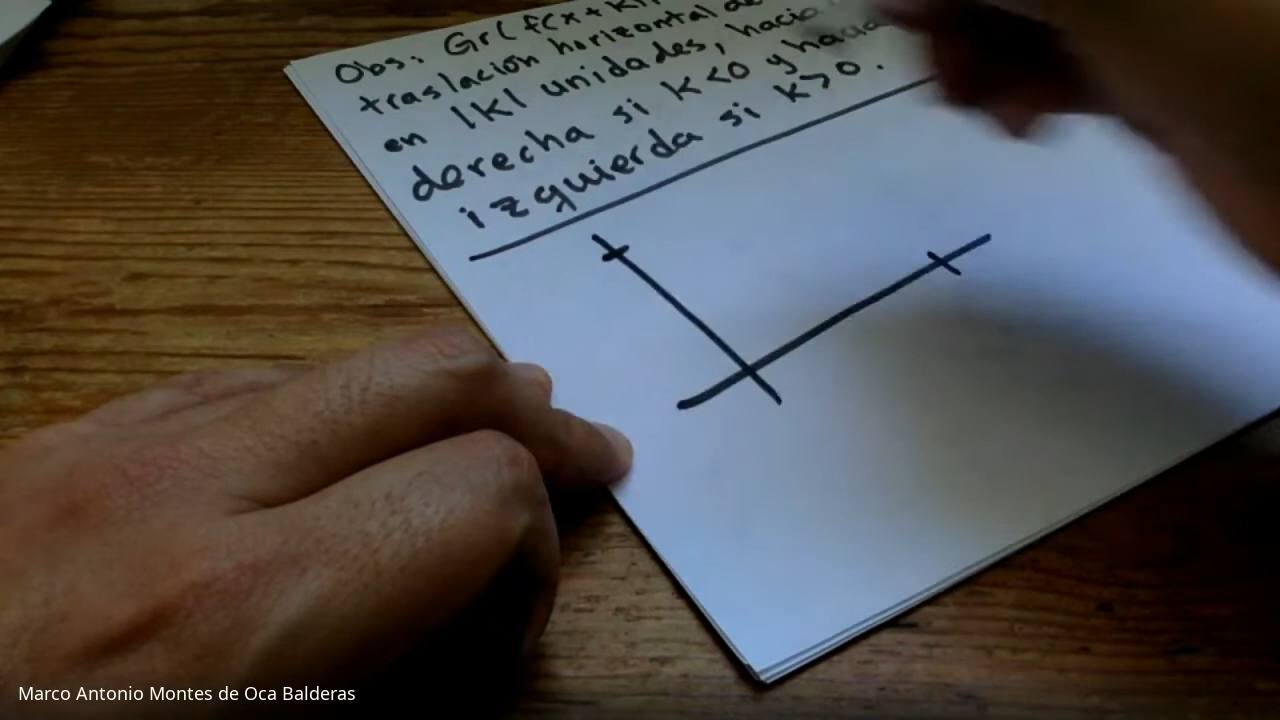 Obs: Gr(f(x+k))
traslación horizontal de
en |k| unidades, hacia
derecha si k<0 y hacia
izquierda si k>0.
Marco Antonio Montes de Oca Balderas